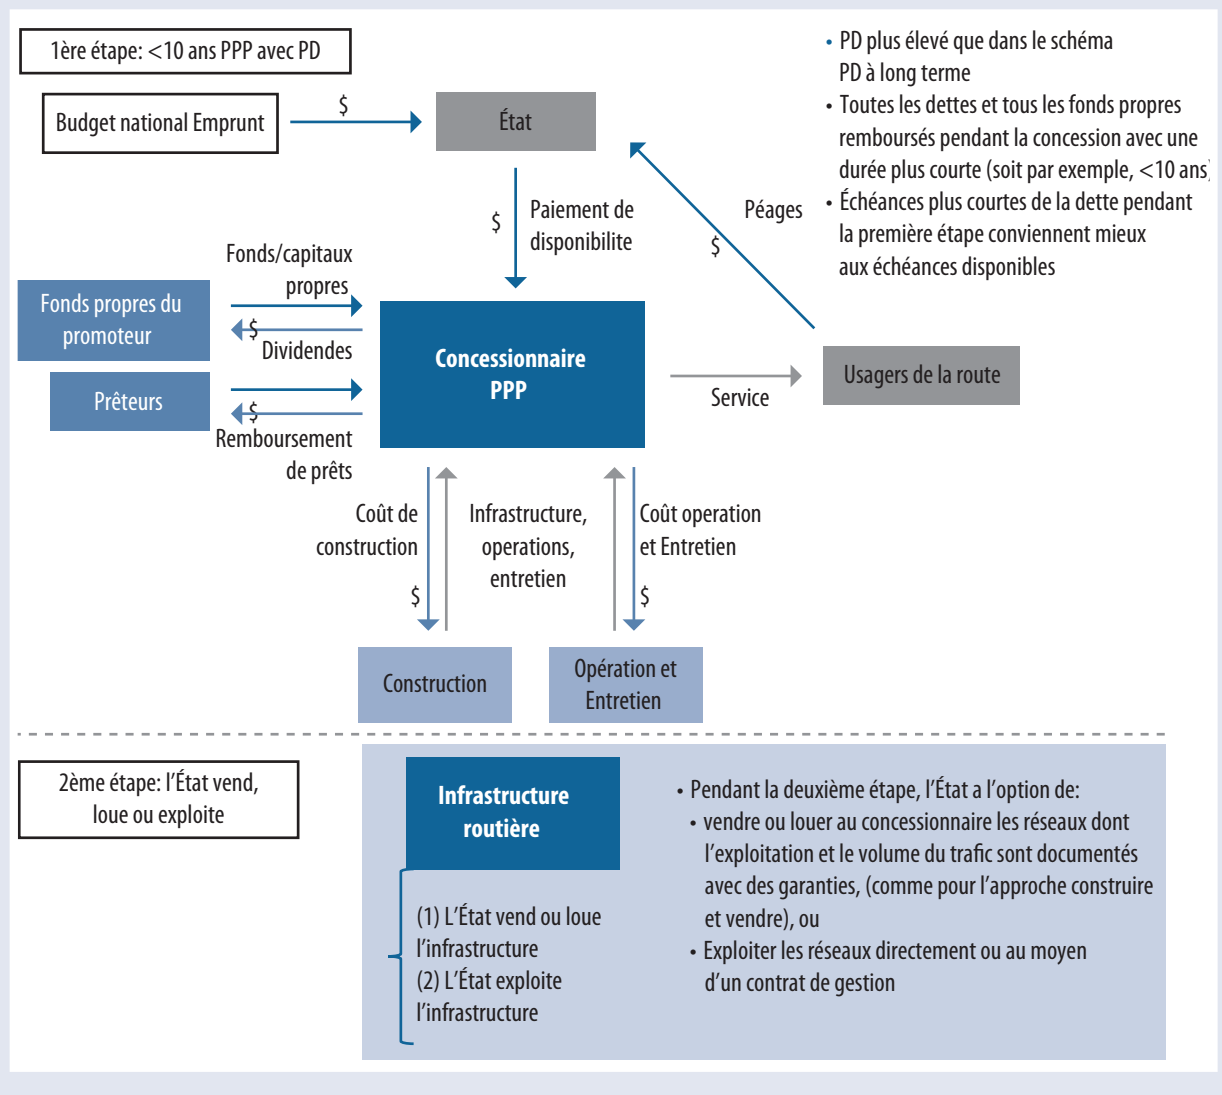 1ère étape: <10 ans PPP avec PD
Budget national Emprunt
$
État
• PD plus élevé que dans le schéma
PD à long terme
• Toutes les dettes et tous les fonds propres
remboursés pendant la concession avec une
durée plus courte (soit par exemple, <10 ans)
• Échéances plus courtes de la dette pendant
la première étape conviennent mieux
aux échéances disponibles
$
Paiement de
disponibilite
Péages
$
Fonds/capitaux
propres
Fonds propres du
promoteur
$
Dividendes
Prêteurs
$
Remboursement
de prêts
Concessionnaire
PPP
Service
Usagers de la route
Coût de
construction
$
Infrastructure,
operations,
entretien
Coût operation
et Entretien
$
Construction
Opération et
Entretien
2ème étape: l’État vend,
loue ou exploite
Infrastructure
routière
(1) L’État vend ou loue
l’infrastructure
(2) L’État exploite
l’infrastructure
• Pendant la deuxième étape, l’État a l’option de:
• vendre ou louer au concessionnaire les réseaux dont
l’exploitation et le volume du trafic sont documentés
avec des garanties, (comme pour l’approche construire
et vendre), ou
• Exploiter les réseaux directement ou au moyen
d’un contrat de gestion